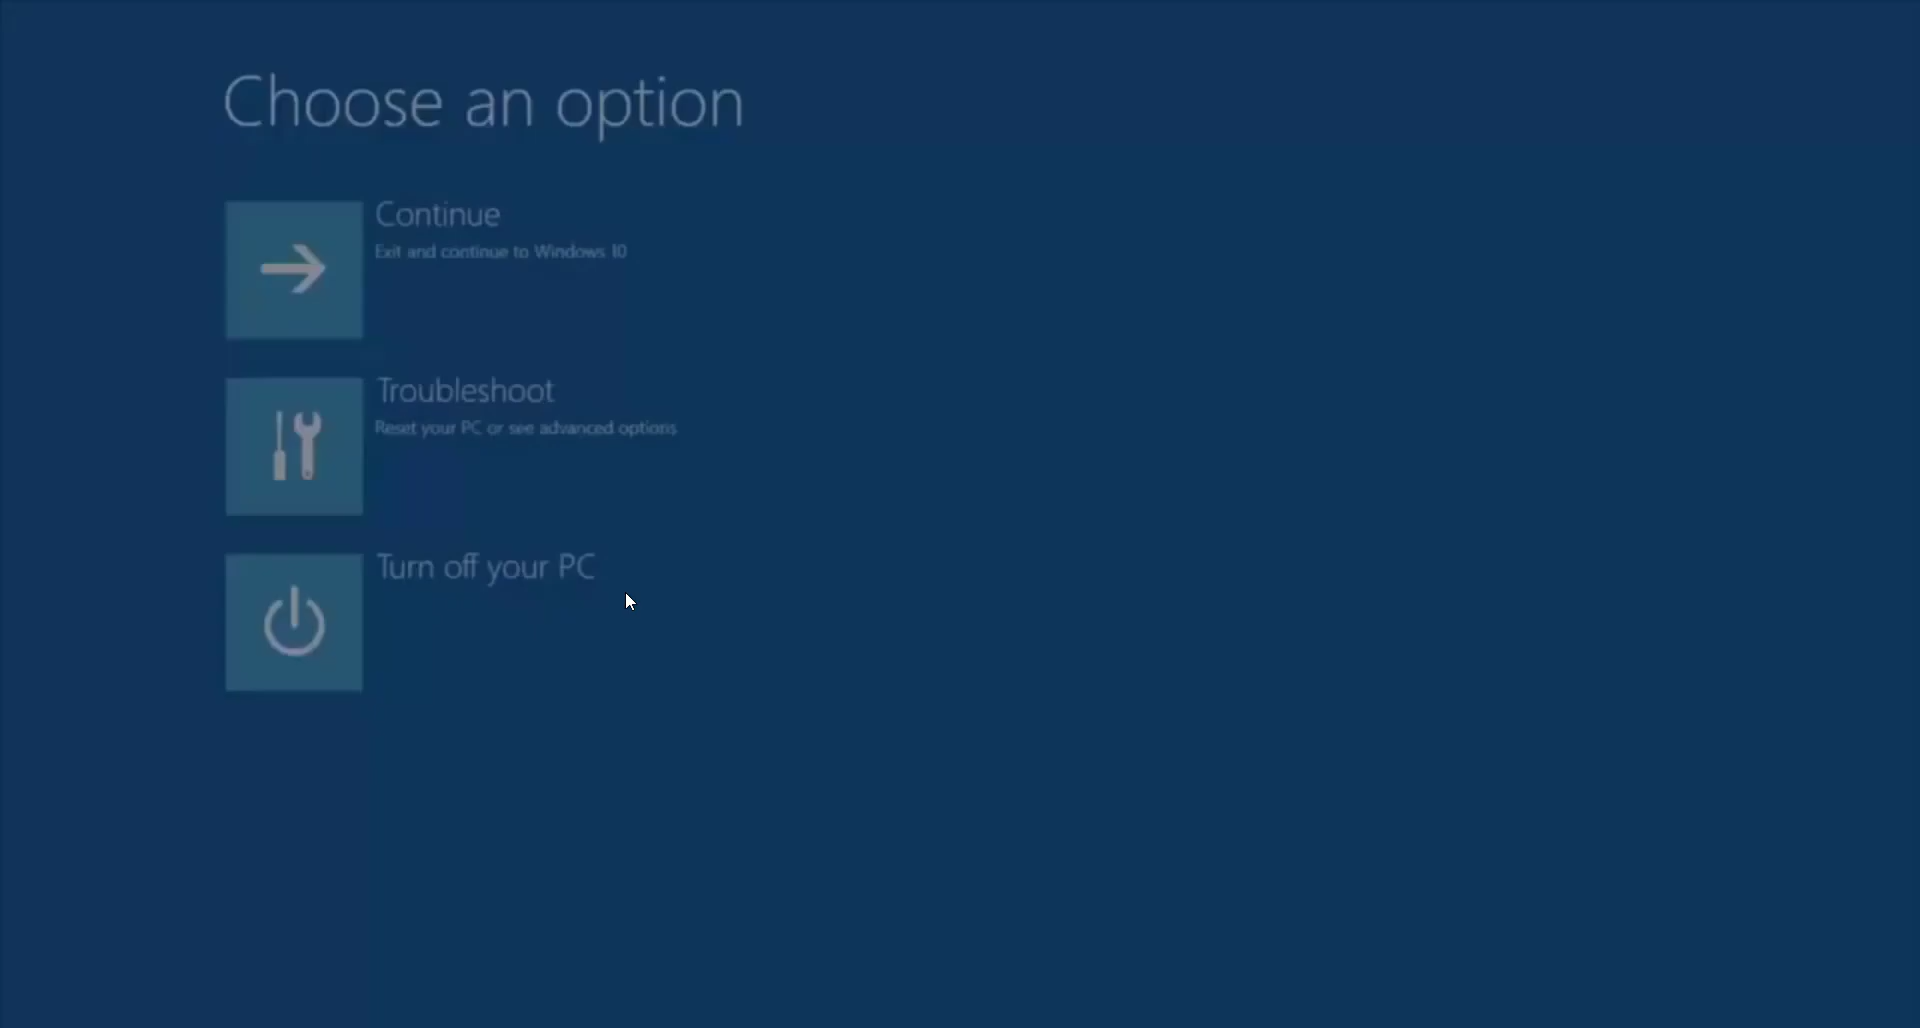 Choose an option
Continue
Exit and continue to Windows 10
Troubleshoot
Reset your PC or see advanced options
Turn off your PC